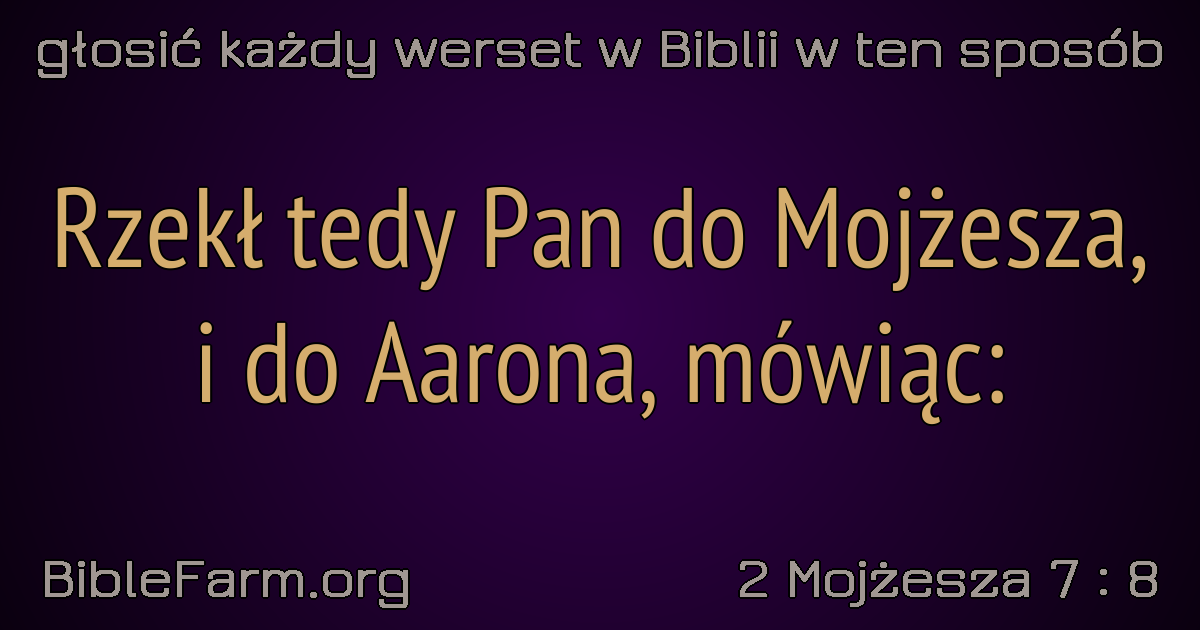 głosić każdy werset w Biblii w ten sposób
Rzekł tedy Pan do Mojżesza,
i do Aarona, mówiąc:
BibleFarm.org
2 Mojżesza 7 : 8